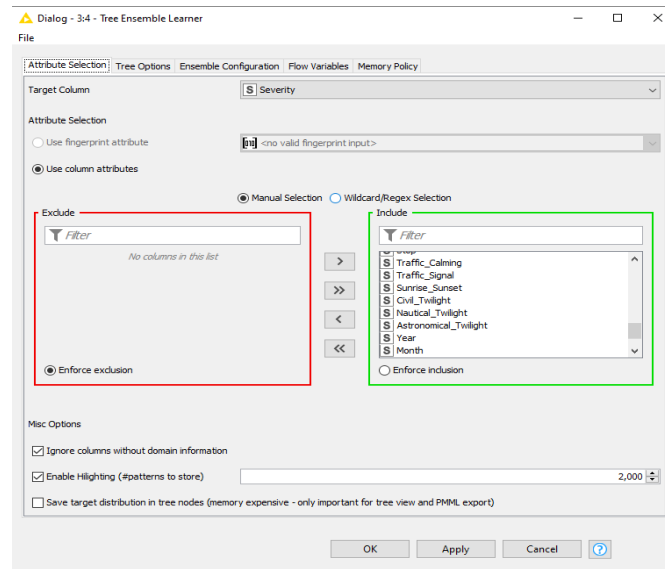 Dialog - 3:4 - Tree Ensemble Learner
File
Attribute Selection Tree Options Ensemble Configuration Flow Variables Memory Policy
Target Column S Severity
Attribute Selection
Use fingerprint attribute <no valid fingerprint input>
Use column attributes
Manual Selection Wildcard/Regex Selection
Exclude Include
Filter Filter
No columns in this list
S Traffic_Calming
> S Traffic_Signal
S Sunrise_Sunset
>> S Civil_Twilight
S Nautical_Twilight
< S Astronomical_Twilight
S Year
<< S Month
Enforce exclusion Enforce inclusion
Misc Options
Ignore columns without domain information
Enable Hilighting (#patterns to store) 2,000
Save target distribution in tree nodes (memory expensive - only important for tree view and PMML export)
OK Apply Cancel ?